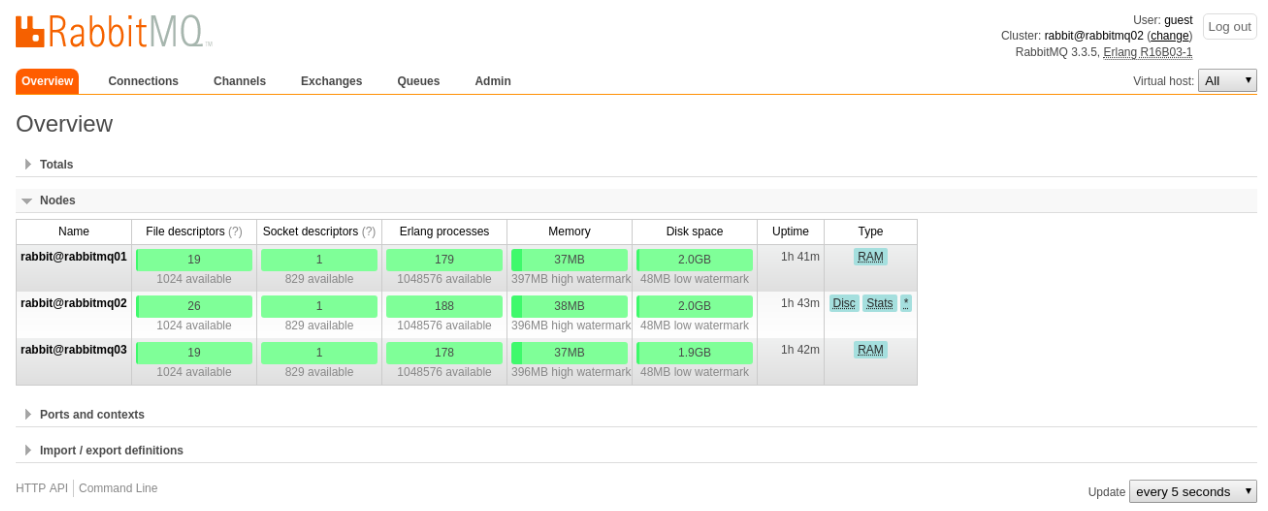 RabbitMQ TM
User: guest
Cluster: rabbit@rabbitmq02 (change)
RabbitMQ 3.3.5, Erlang R16B03-1
Log out
Overview Connections Channels Exchanges Queues Admin
Virtual host: All
Overview
Totals
Nodes
Name File descriptors (?) Socket descriptors (?) Erlang processes Memory Disk space Uptime Type
rabbit@rabbitmq01 19 1 179 37MB 2.0GB 1h 41m RAM
1024 available 829 available 1048576 available 397MB high watermark 48MB low watermark
rabbit@rabbitmq02 26 1 188 38MB 2.0GB 1h 43m Disc Stats *
1024 available 829 available 1048576 available 396MB high watermark 48MB low watermark
rabbit@rabbitmq03 19 1 178 37MB 1.9GB 1h 42m RAM
1024 available 829 available 1048576 available 396MB high watermark 48MB low watermark
Ports and contexts
Import / export definitions
HTTP API Command Line
Update every 5 seconds